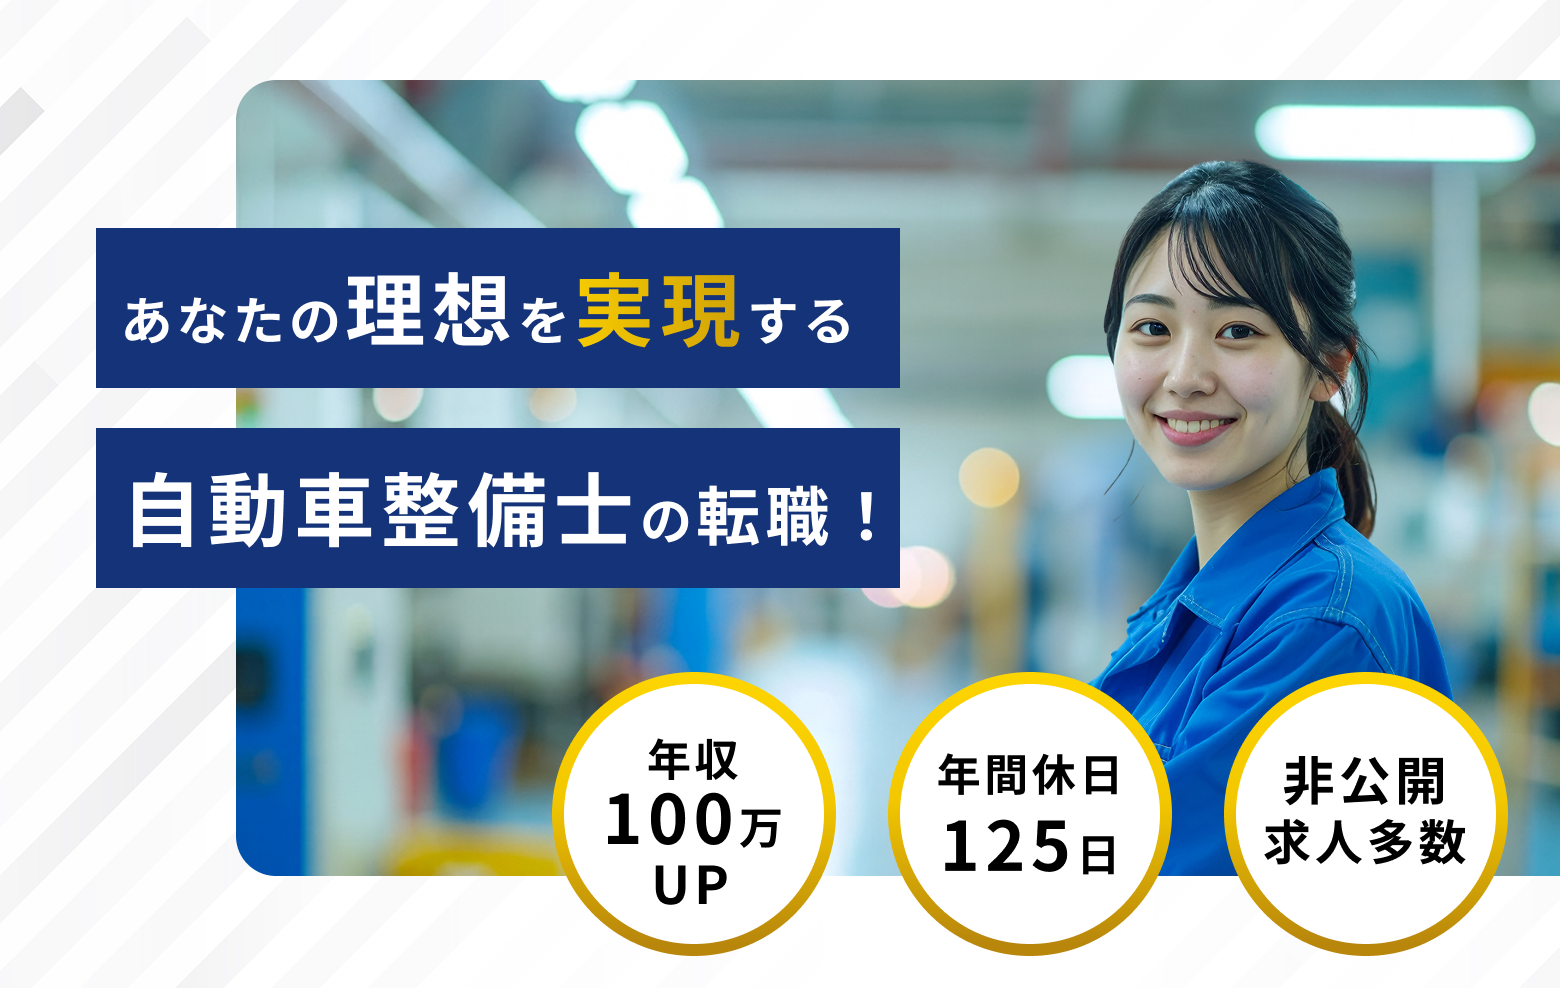 あなたの理想を実現する
自動車整備士の転職！
年収
100万
UP
年間休日
125日
非公開
求人多数